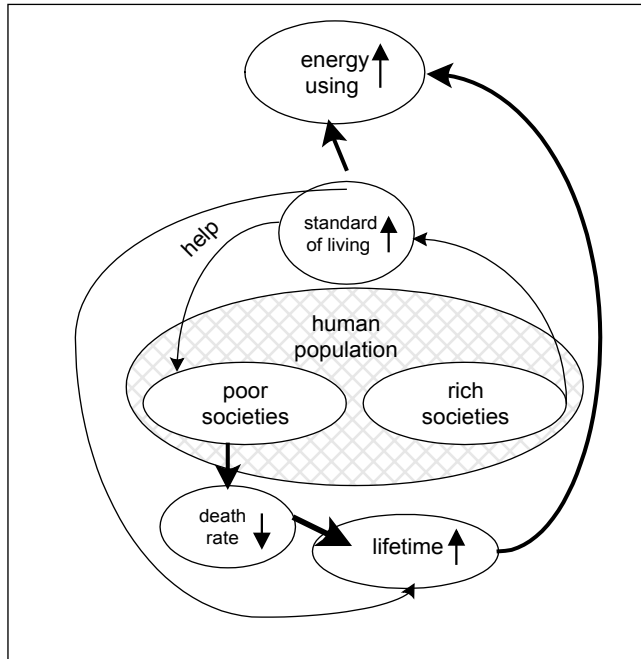 energy
using
help
standard
of living
human
population
poor
societies
rich
societies
death
rate
lifetime